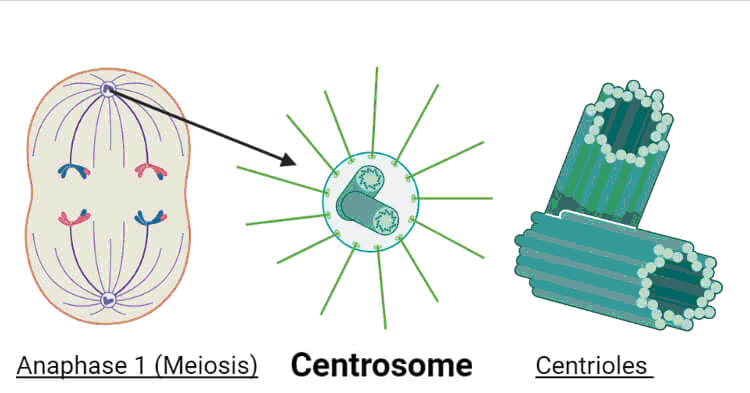 Anaphase 1 (Meiosis)
Centrosome
Centrioles